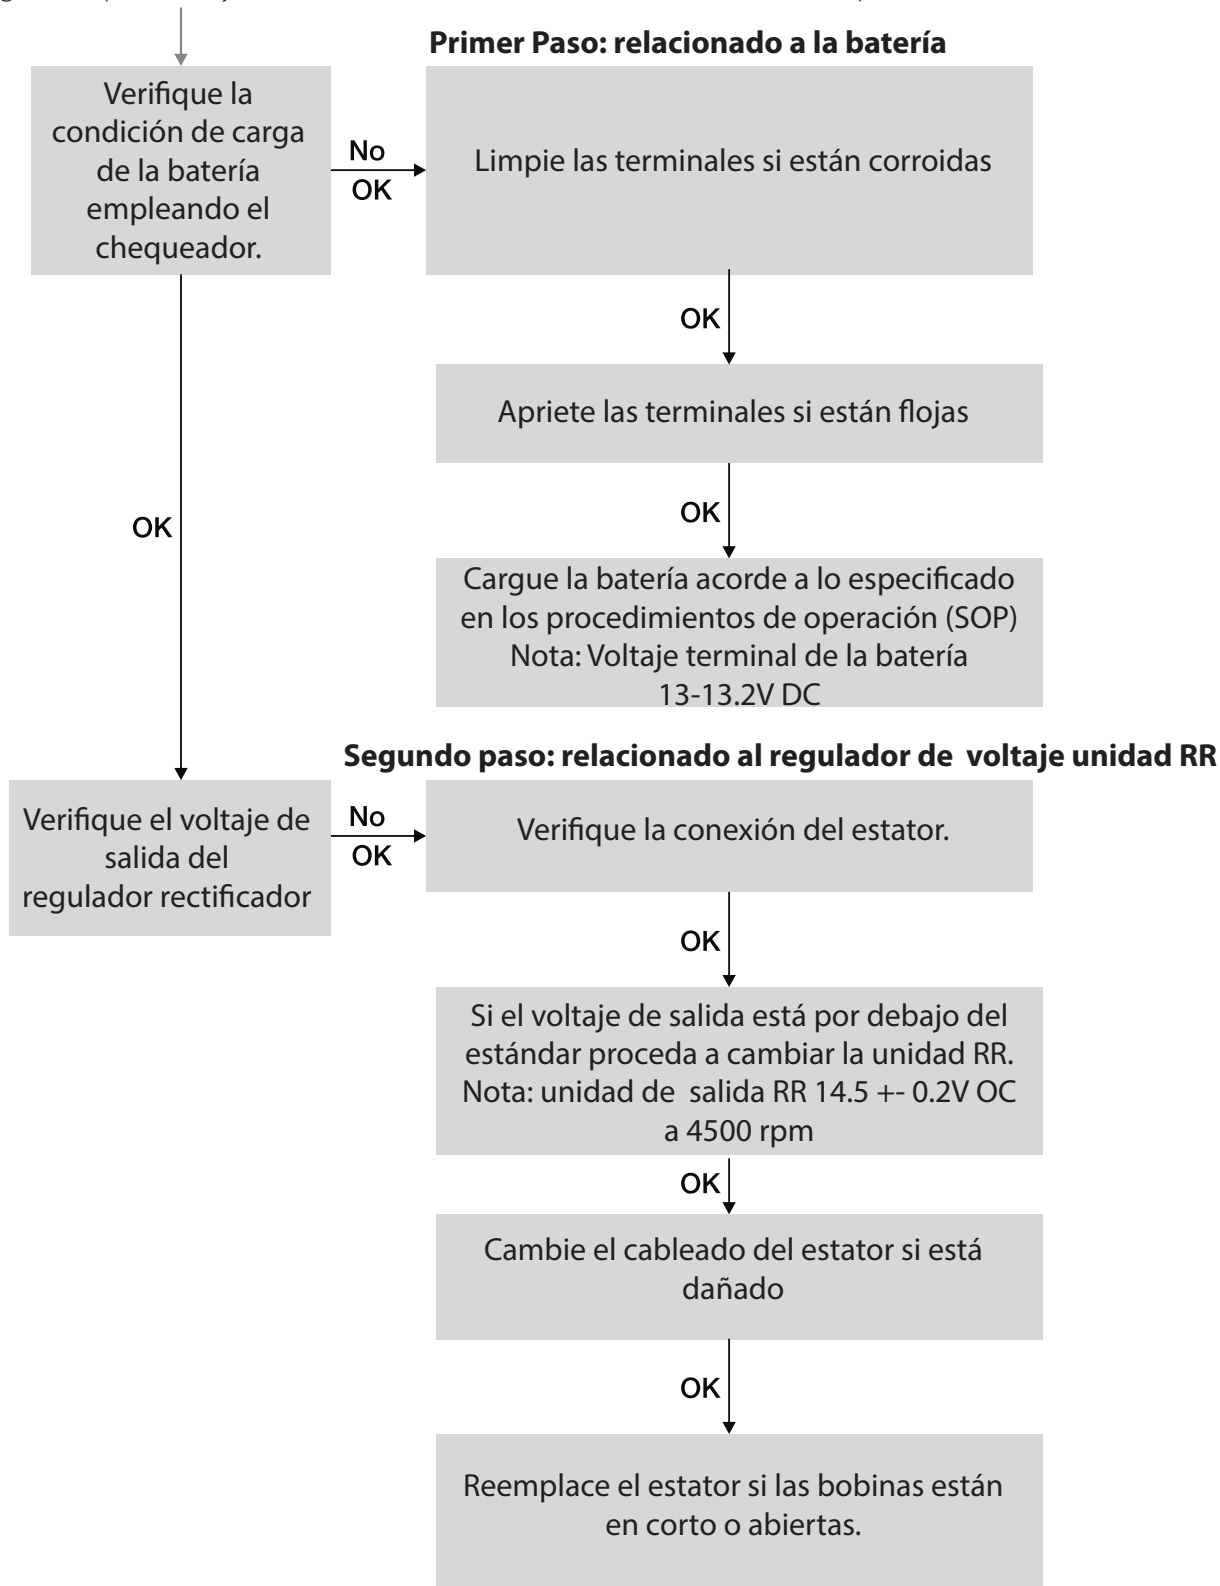 Primer Paso: relacionado a la batería
Verifique la
condición de carga
de la batería
empleando el
chequeador.
No
OK
Limpie las terminales si están corroidas
OK
Apriete las terminales si están flojas
OK
OK
Cargue la batería acorde a lo especificado
en los procedimientos de operación (SOP)
Nota: Voltaje terminal de la batería
13-13.2V DC
Segundo paso: relacionado al regulador de voltaje unidad RR
Verifique el voltaje de
salida del
regulador rectificador
No
OK
Verifique la conexión del estator.
OK
Si el voltaje de salida está por debajo del
estándar proceda a cambiar la unidad RR.
Nota: unidad de salida RR 14.5 +- 0.2V OC
a 4500 rpm
OK
Cambie el cableado del estator si está
dañado
OK
Reemplace el estator si las bobinas están
en corto o abiertas.